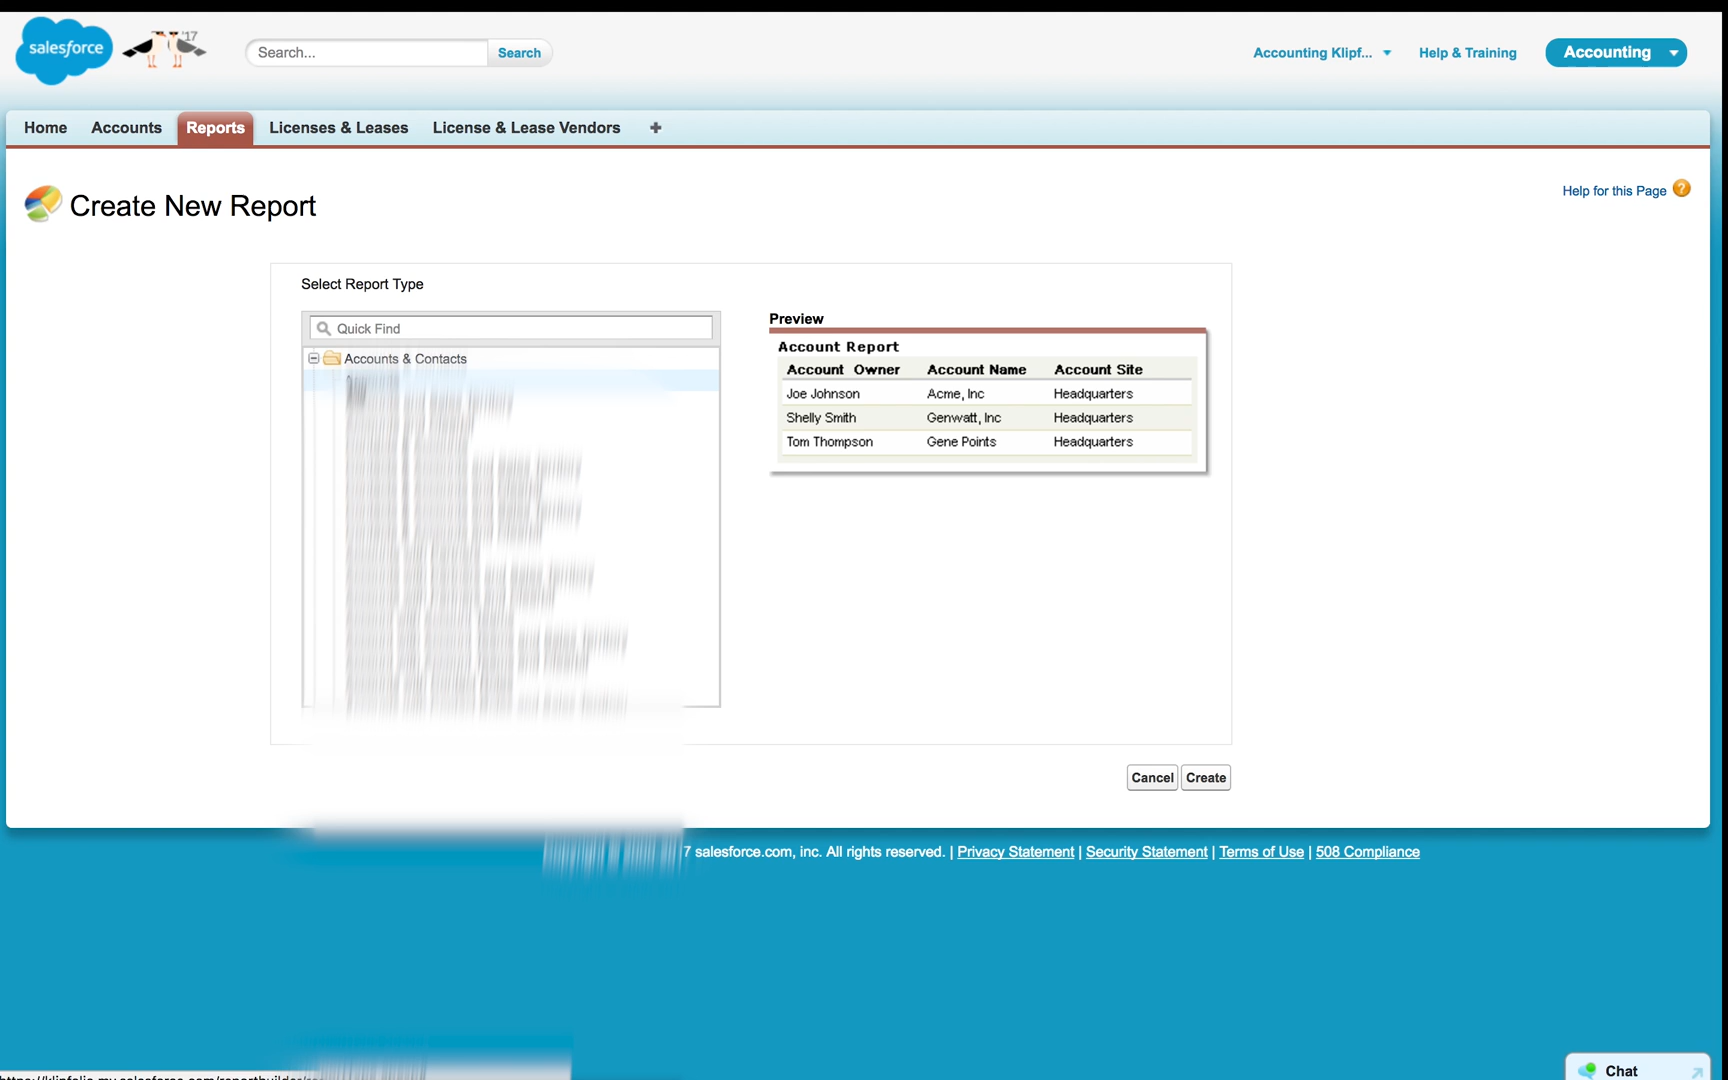 salesforce
'17
Search...
Search
Accounting Klipf...
Help & Training
Accounting
Home
Accounts
Reports
Licenses & Leases
License & Lease Vendors
Create New Report
Help for this Page
?
Select Report Type
Quick Find
Accounts & Contacts
Preview
Account Report
Account Owner Account Name Account Site
Joe Johnson Acme, Inc Headquarters
Shelly Smith Genwatt, Inc Headquarters
Tom Thompson Gene Points Headquarters
Cancel
Create
7 salesforce.com, inc. All rights reserved. | Privacy Statement | Security Statement | Terms of Use | 508 Compliance
Chat